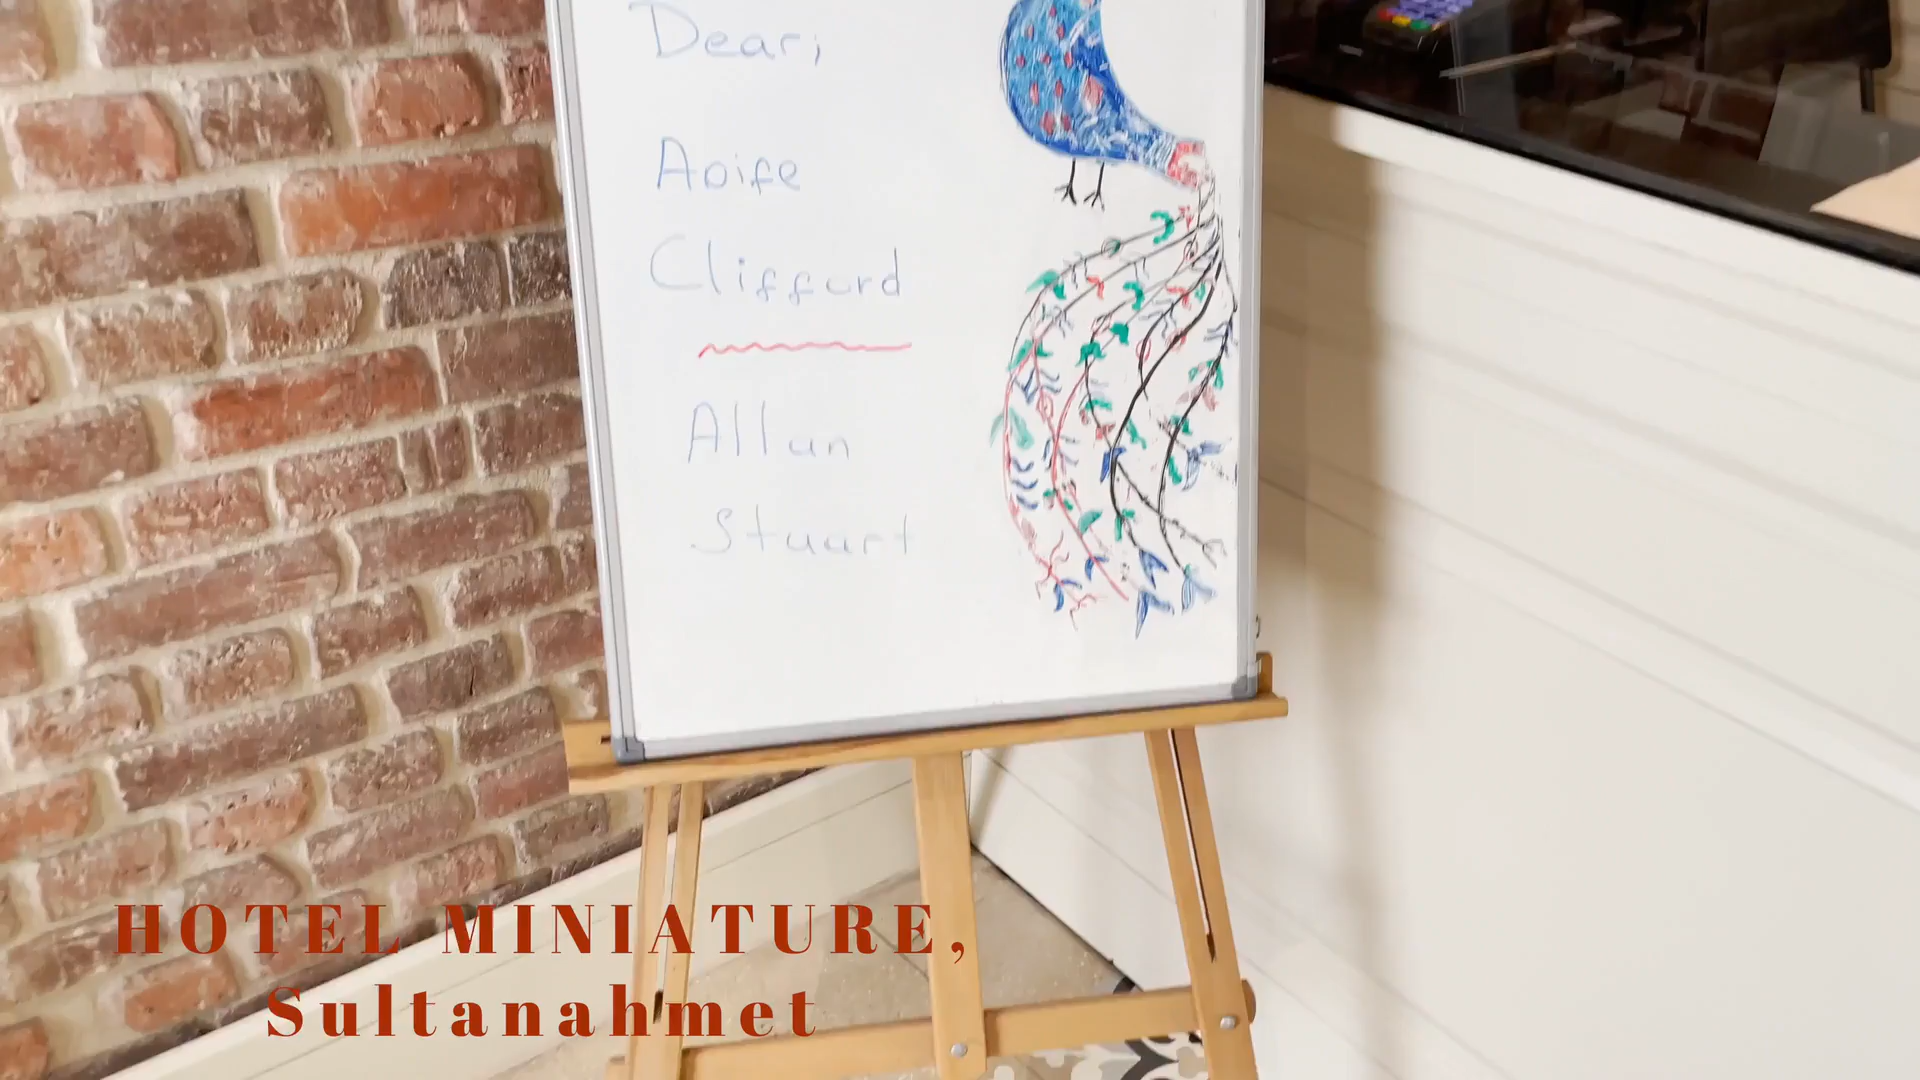 Dear;
Aoife
Clifford
Allan
Stuart
HOTEL MINIATURE,
Sultanahmet